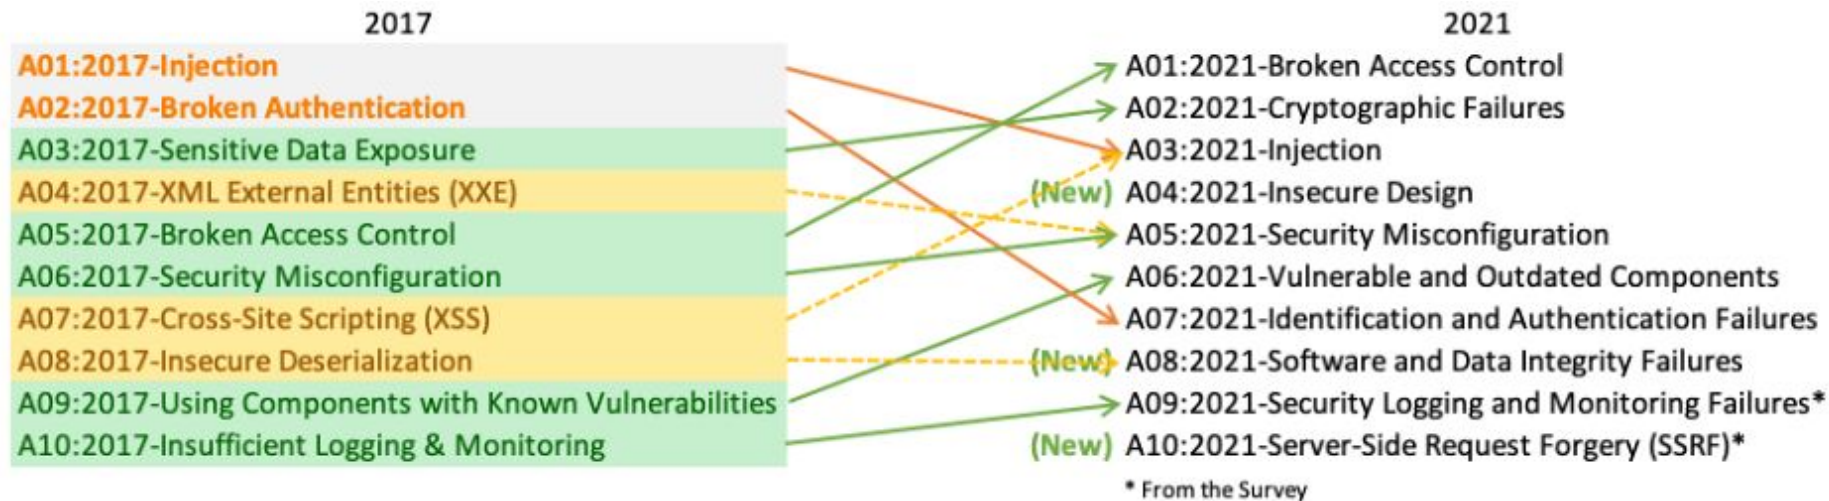 2017
A01:2017-Injection
A02:2017-Broken Authentication
A03:2017-Sensitive Data Exposure
A04:2017-XML External Entities (XXE)
A05:2017-Broken Access Control
A06:2017-Security Misconfiguration
A07:2017-Cross-Site Scripting (XSS)
A08:2017-Insecure Deserialization
A09:2017-Using Components with Known Vulnerabilities
A10:2017-Insufficient Logging & Monitoring
2021
A01:2021-Broken Access Control
A02:2021-Cryptographic Failures
A03:2021-Injection
(New) A04:2021-Insecure Design
A05:2021-Security Misconfiguration
A06:2021-Vulnerable and Outdated Components
A07:2021-Identification and Authentication Failures
(New) A08:2021-Software and Data Integrity Failures
A09:2021-Security Logging and Monitoring Failures*
(New) A10:2021-Server-Side Request Forgery (SSRF)*
* From the Survey